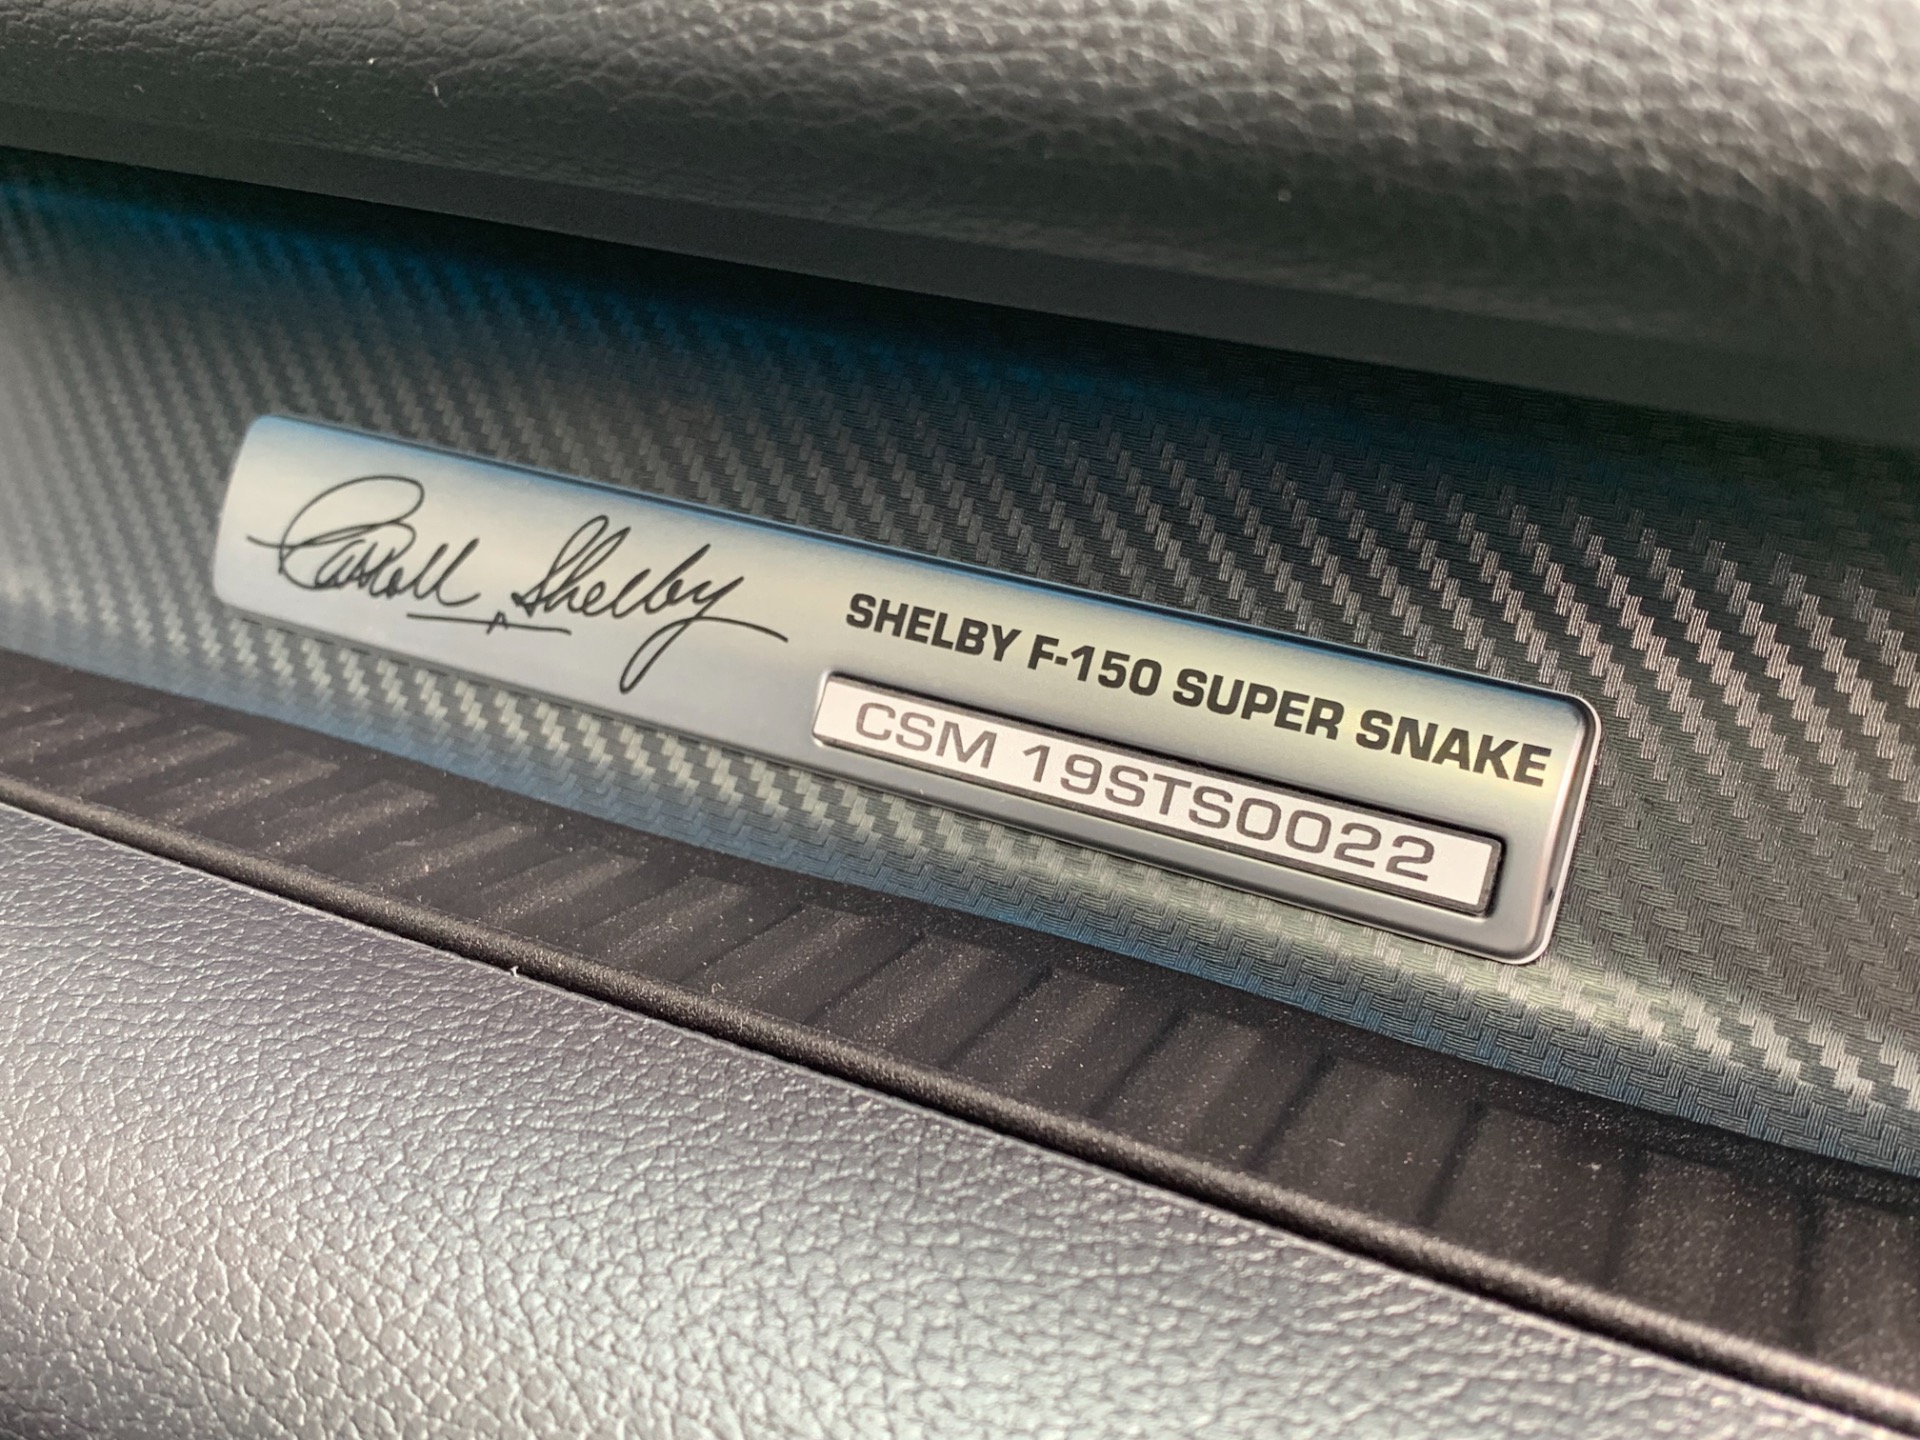 Carroll Shelby
SHELBY F-150 SUPER SNAKE
CSM 19STS0022